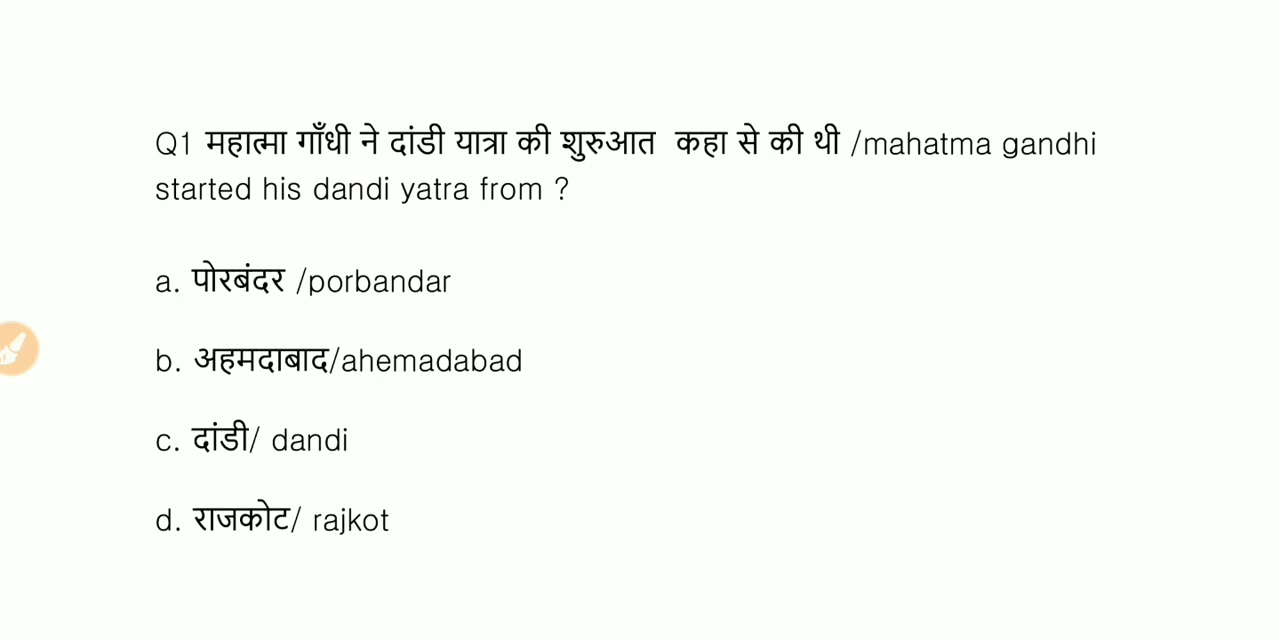 Q1 महात्मा गाँधी ने दांडी यात्रा की शुरुआत कहा से की थी /mahatma gandhi
started his dandi yatra from ?
a. पोरबंदर /porbandar
b. अहमदाबाद/ahemadabad
c. दांडी/ dandi
d. राजकोट/ rajkot